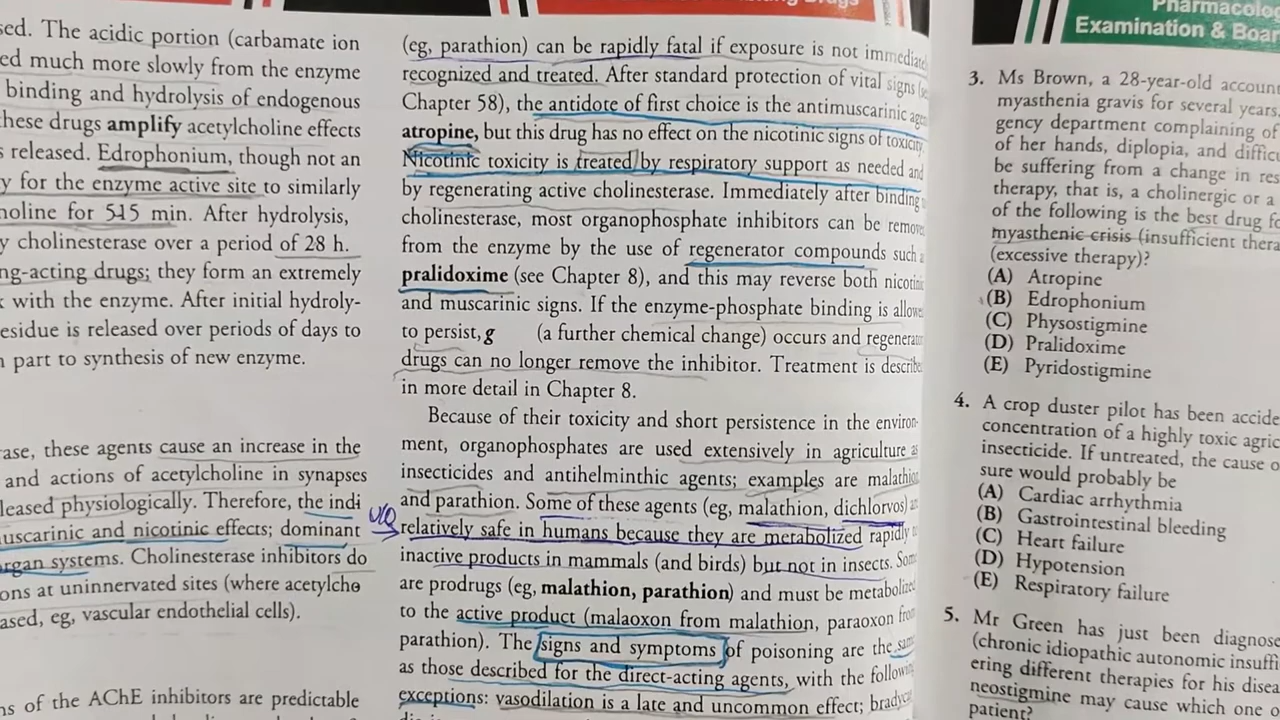 sed. The acidic portion (carbamate ion
ed much more slowly from the enzyme
binding and hydrolysis of endogenous
hese drugs amplify acetylcholine effects
s released. Edrophonium, though not an
y for the enzyme active site to similarly
holine for 515 min. After hydrolysis,
y cholinesterase over a period of 28 h.
ng-acting drugs; they form an extremely
with the enzyme. After initial hydroly-
esidue is released over periods of days to
n part to synthesis of new enzyme.
ase, these agents cause an increase in the
and actions of acetylcholine in synapses
leased physiologically. Therefore, the indi
uscarinic and nicotinic effects; dominant
organ systems. Cholinesterase inhibitors do
ons at uninnervated sites (where acetylcho
ased, eg, vascular endothelial cells).
ns of the AChE inhibitors are predictable
Drugs
(eg, parathion) can be rapidly fatal if exposure is not immediat
recognized and treated. After standard protection of vital signs
Chapter 58), the antidote of first choice is the antimuscarinic age
atropine, but this drug has no effect on the nicotinic signs of toxicity
Nicotinic toxicity is treated by respiratory support as needed and
by regenerating active cholinesterase. Immediately after binding
cholinesterase, most organophosphate inhibitors can be remov
from the enzyme by the use of regenerator compounds such
pralidoxime (see Chapter 8), and this may reverse both nicotini
and muscarinic signs. If the enzyme-phosphate binding is allowe
to persist, g (a further chemical change) occurs and regenerator
drugs can no longer remove the inhibitor. Treatment is describe
in more detail in Chapter 8.
Because of their toxicity and short persistence in the environ-
ment, organophosphates are used extensively in agriculture as
insecticides and antihelminthic agents; examples are malathion
and parathion. Some of these agents (eg, malathion, dichlorvos)
relatively safe in humans because they are metabolized rapidly
inactive products in mammals (and birds) but not in insects. Som
are prodrugs (eg, malathion, parathion) and must be metabolized
to the active product (malaoxon from malathion, paraoxon from
parathion). The signs and symptoms of poisoning are the sam
as those described for the direct-acting agents, with the followin
exceptions: vasodilation is a late and uncommon effect; bradyca
Pharmacolog
Examination & Boar
3. Ms Brown, a 28-year-old account
myasthenia gravis for several years
gency department complaining of
of her hands, diplopia, and diffic
be suffering from a change in res
therapy, that is, a cholinergic or a
of the following is the best drug f
myasthenic crisis (insufficient thera
(excessive therapy)?
(A) Atropine
(B) Edrophonium
(C) Physostigmine
(D) Pralidoxime
(E) Pyridostigmine
4. A crop duster pilot has been accide
concentration of a highly toxic agric
insecticide. If untreated, the cause o
sure would probably be
(A) Cardiac arrhythmia
(B) Gastrointestinal bleeding
(C) Heart failure
(D) Hypotension
(E) Respiratory failure
5. Mr Green has just been diagnose
(chronic idiopathic autonomic insuffi
ering different therapies for his disea
neostigmine may cause which one o
patient?